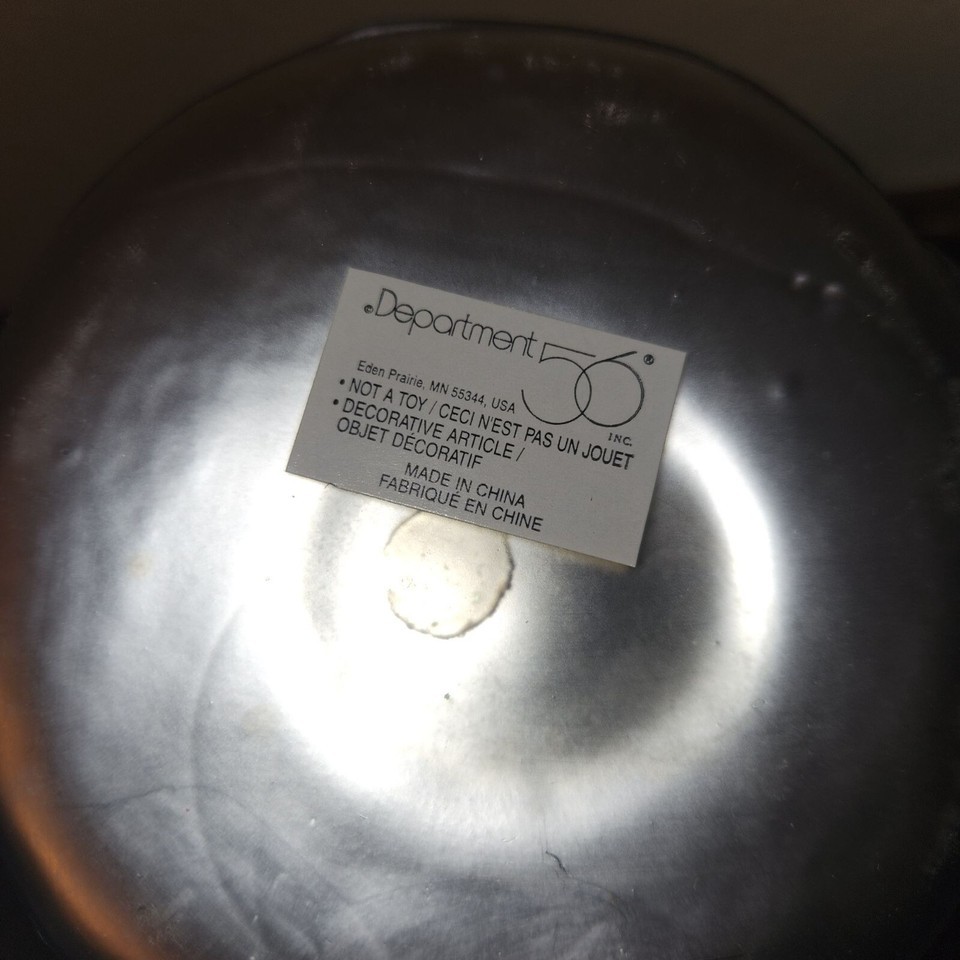 ©Department 56®
INC.
Eden Prairie, MN 55344, USA
• NOT A TOY / CECI N'EST PAS UN JOUET
• DECORATIVE ARTICLE /
OBJET DÉCORATIF
MADE IN CHINA
FABRIQUÉ EN CHINE